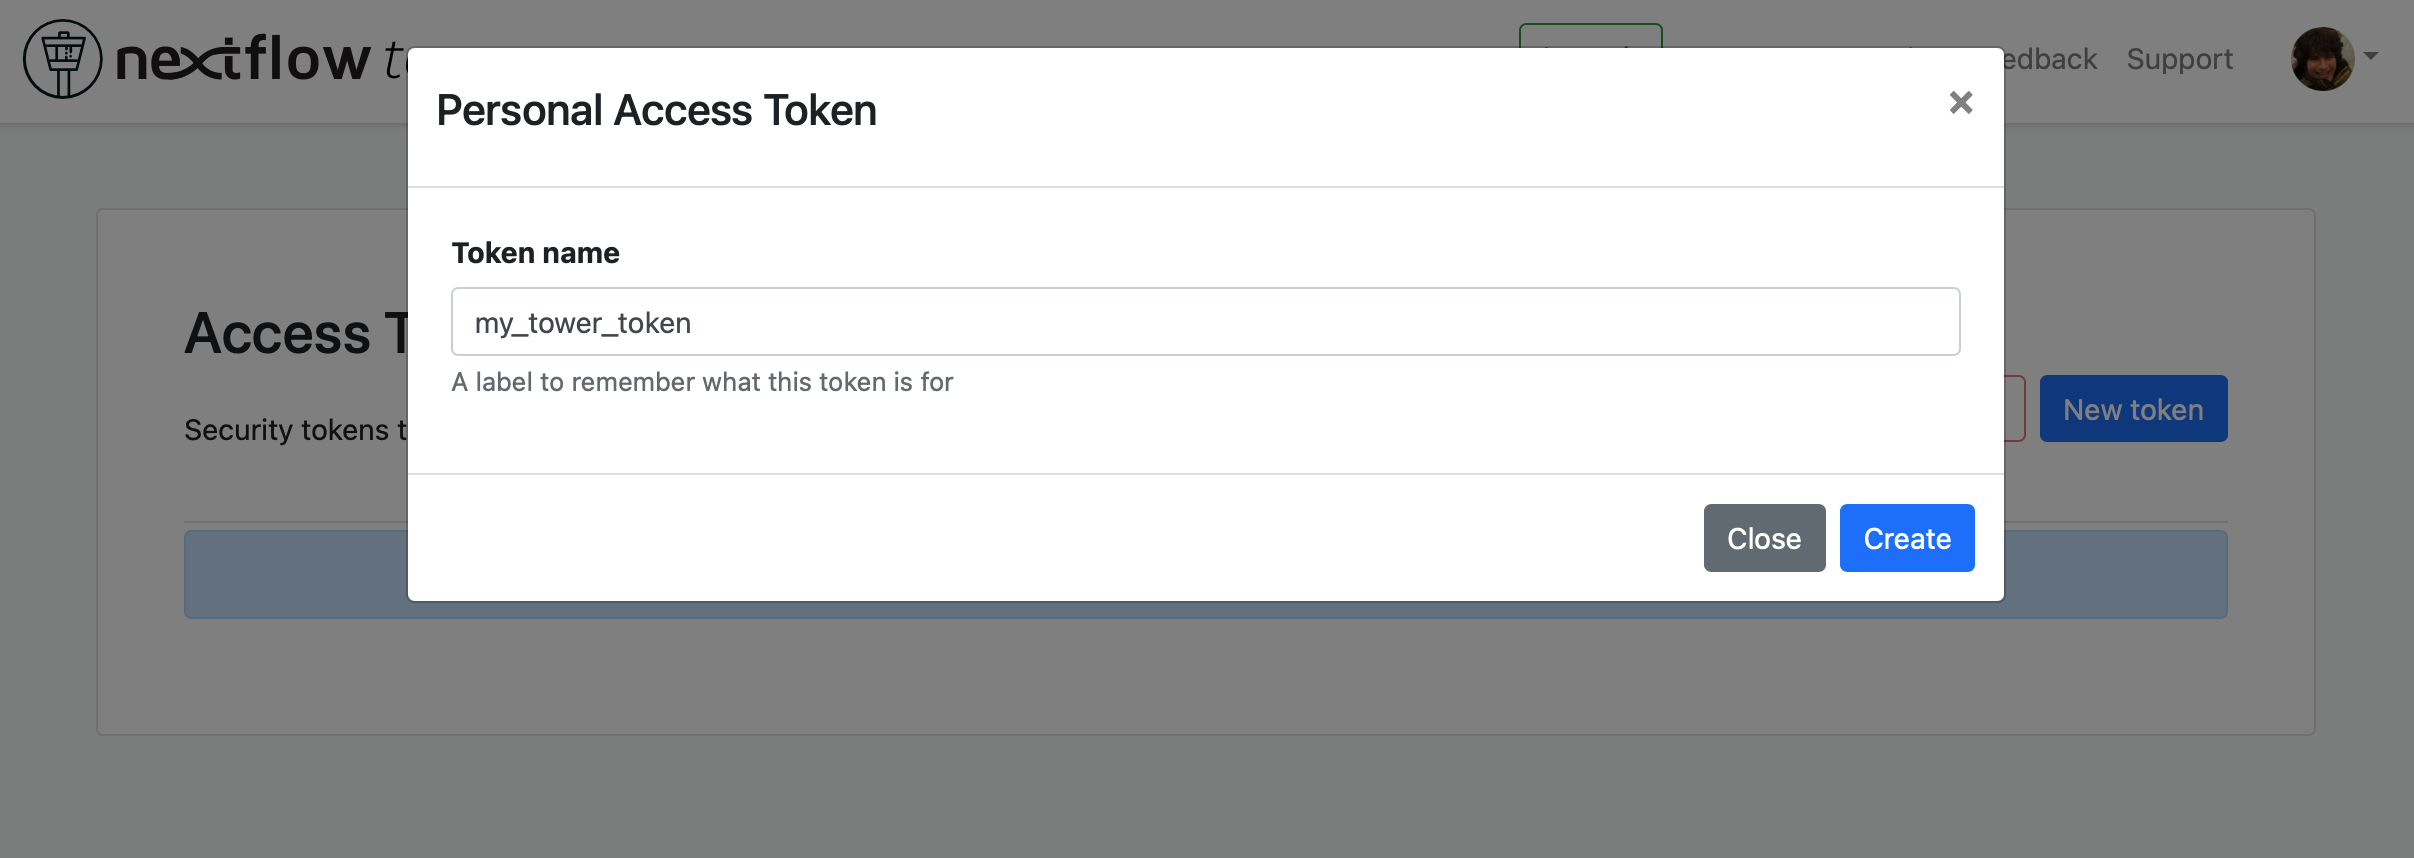 nextflow
Personal Access Token
edback Support
Token name
my_tower_token
A label to remember what this token is for
Access T
Security tokens t
New token
Close Create